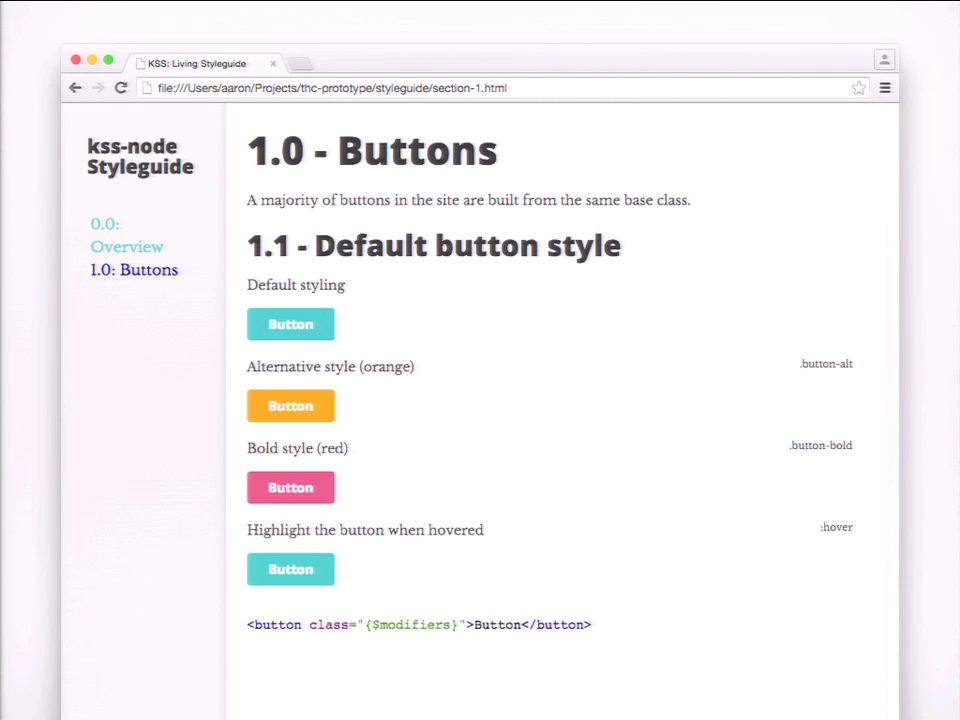 KSS: Living Styleguide
file:///Users/aaron/Projects/thc-prototype/styleguide/section-1.html
kss-node
Styleguide
0.0:
Overview
1.0: Buttons
1.0 - Buttons
A majority of buttons in the site are built from the same base class.
1.1 - Default button style
Default styling
Button
Alternative style (orange)
.button-alt
Button
Bold style (red)
.button-bold
Button
Highlight the button when hovered
:hover
Button
<button class="{$modifiers}">Button</button>